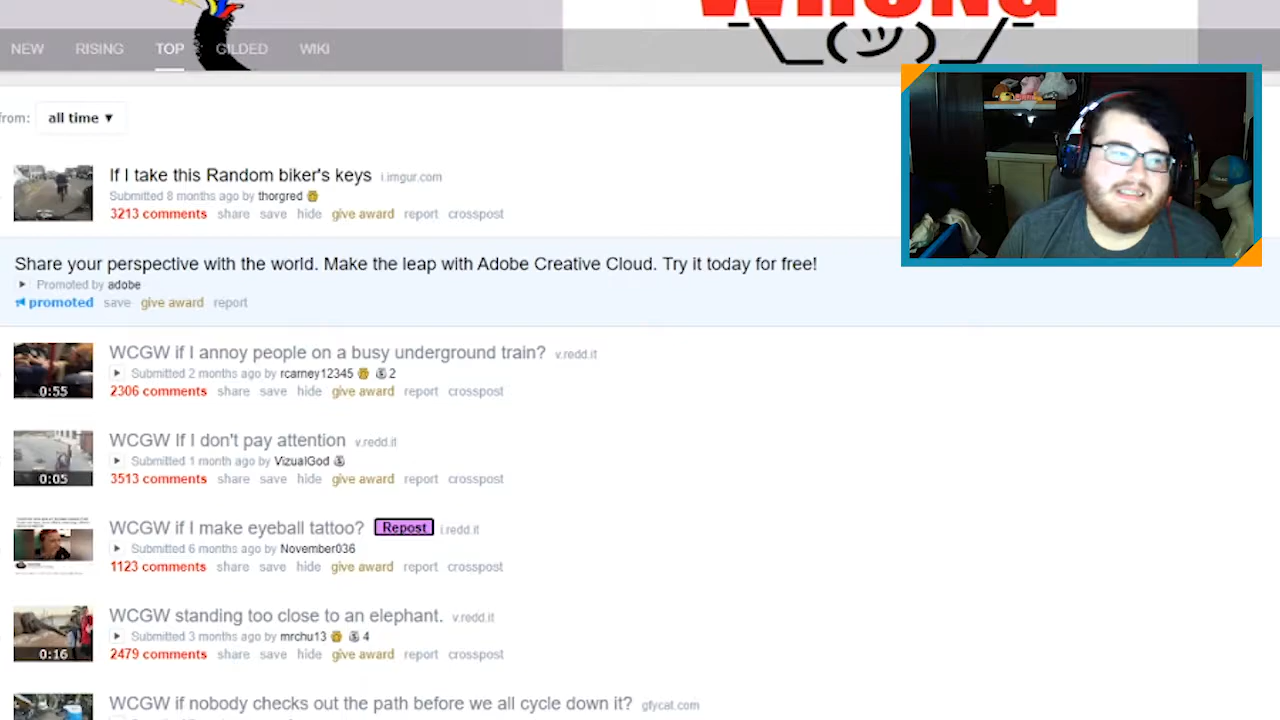 WRONG
NEW RISING TOP GILDED WIKI
from: all time ▼
If I take this Random biker's keys i.imgur.com
Submitted 8 months ago by thorgred
3213 comments share save hide give award report crosspost
Share your perspective with the world. Make the leap with Adobe Creative Cloud. Try it today for free!
Promoted by adobe
promoted save give award report
WCGW if I annoy people on a busy underground train? v.redd.it
Submitted 2 months ago by rcarney12345 2
0:55 2306 comments share save hide give award report crosspost
WCGW If I don't pay attention v.redd.it
Submitted 1 month ago by VizualGod
0:05 3513 comments share save hide give award report crosspost
WCGW if I make eyeball tattoo? Repost i.redd.it
Submitted 6 months ago by November036
1123 comments share save hide give award report crosspost
WCGW standing too close to an elephant. v.redd.it
Submitted 3 months ago by mrchu13 4
0:16 2479 comments share save hide give award report crosspost
WCGW if nobody checks out the path before we all cycle down it? gfycat.com